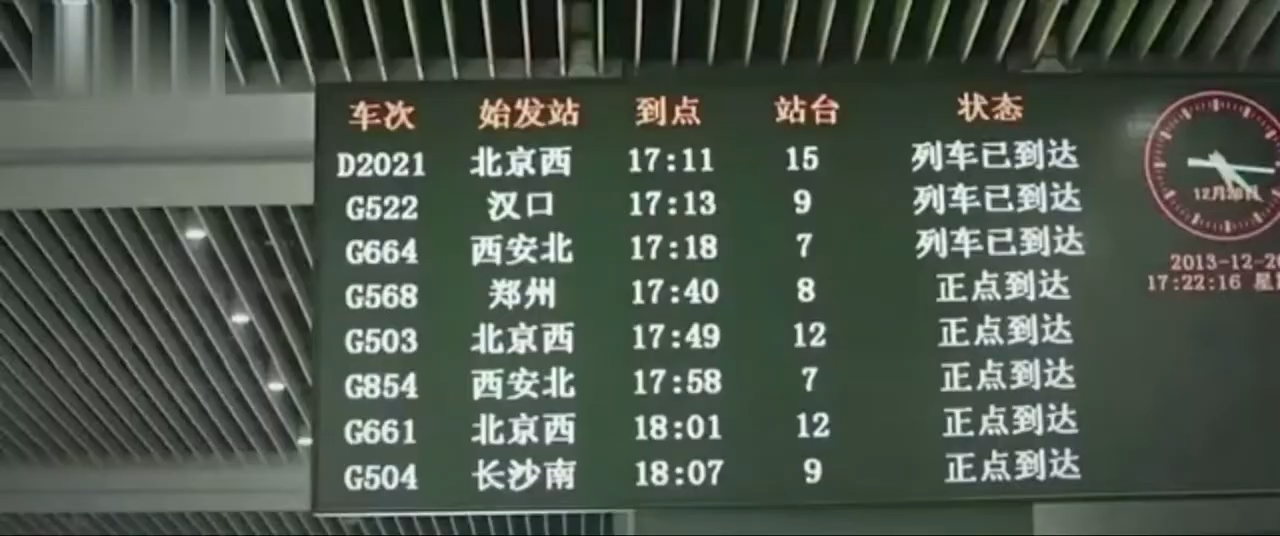 车次 始发站 到点 站台 状态
D2021 北京西 17:11 15 列车已到达
G522 汉口 17:13 9 列车已到达
G664 西安北 17:18 7 列车已到达
G568 郑州 17:40 8 正点到达
G503 北京西 17:49 12 正点到达
G854 西安北 17:58 7 正点到达
G661 北京西 18:01 12 正点到达
G504 长沙南 18:07 9 正点到达
2013-12-20
17:22:16 星